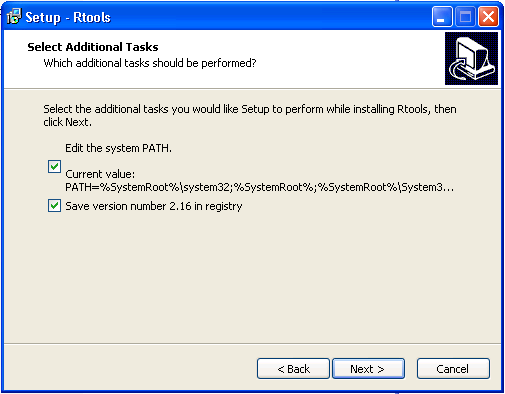 Setup - Rtools
Select Additional Tasks
Which additional tasks should be performed?
Select the additional tasks you would like Setup to perform while installing Rtools, then
click Next.
Edit the system PATH.
Current value:
PATH=%SystemRoot%\system32;%SystemRoot%;%SystemRoot%\System3...
Save version number 2.16 in registry
< Back
Next >
Cancel